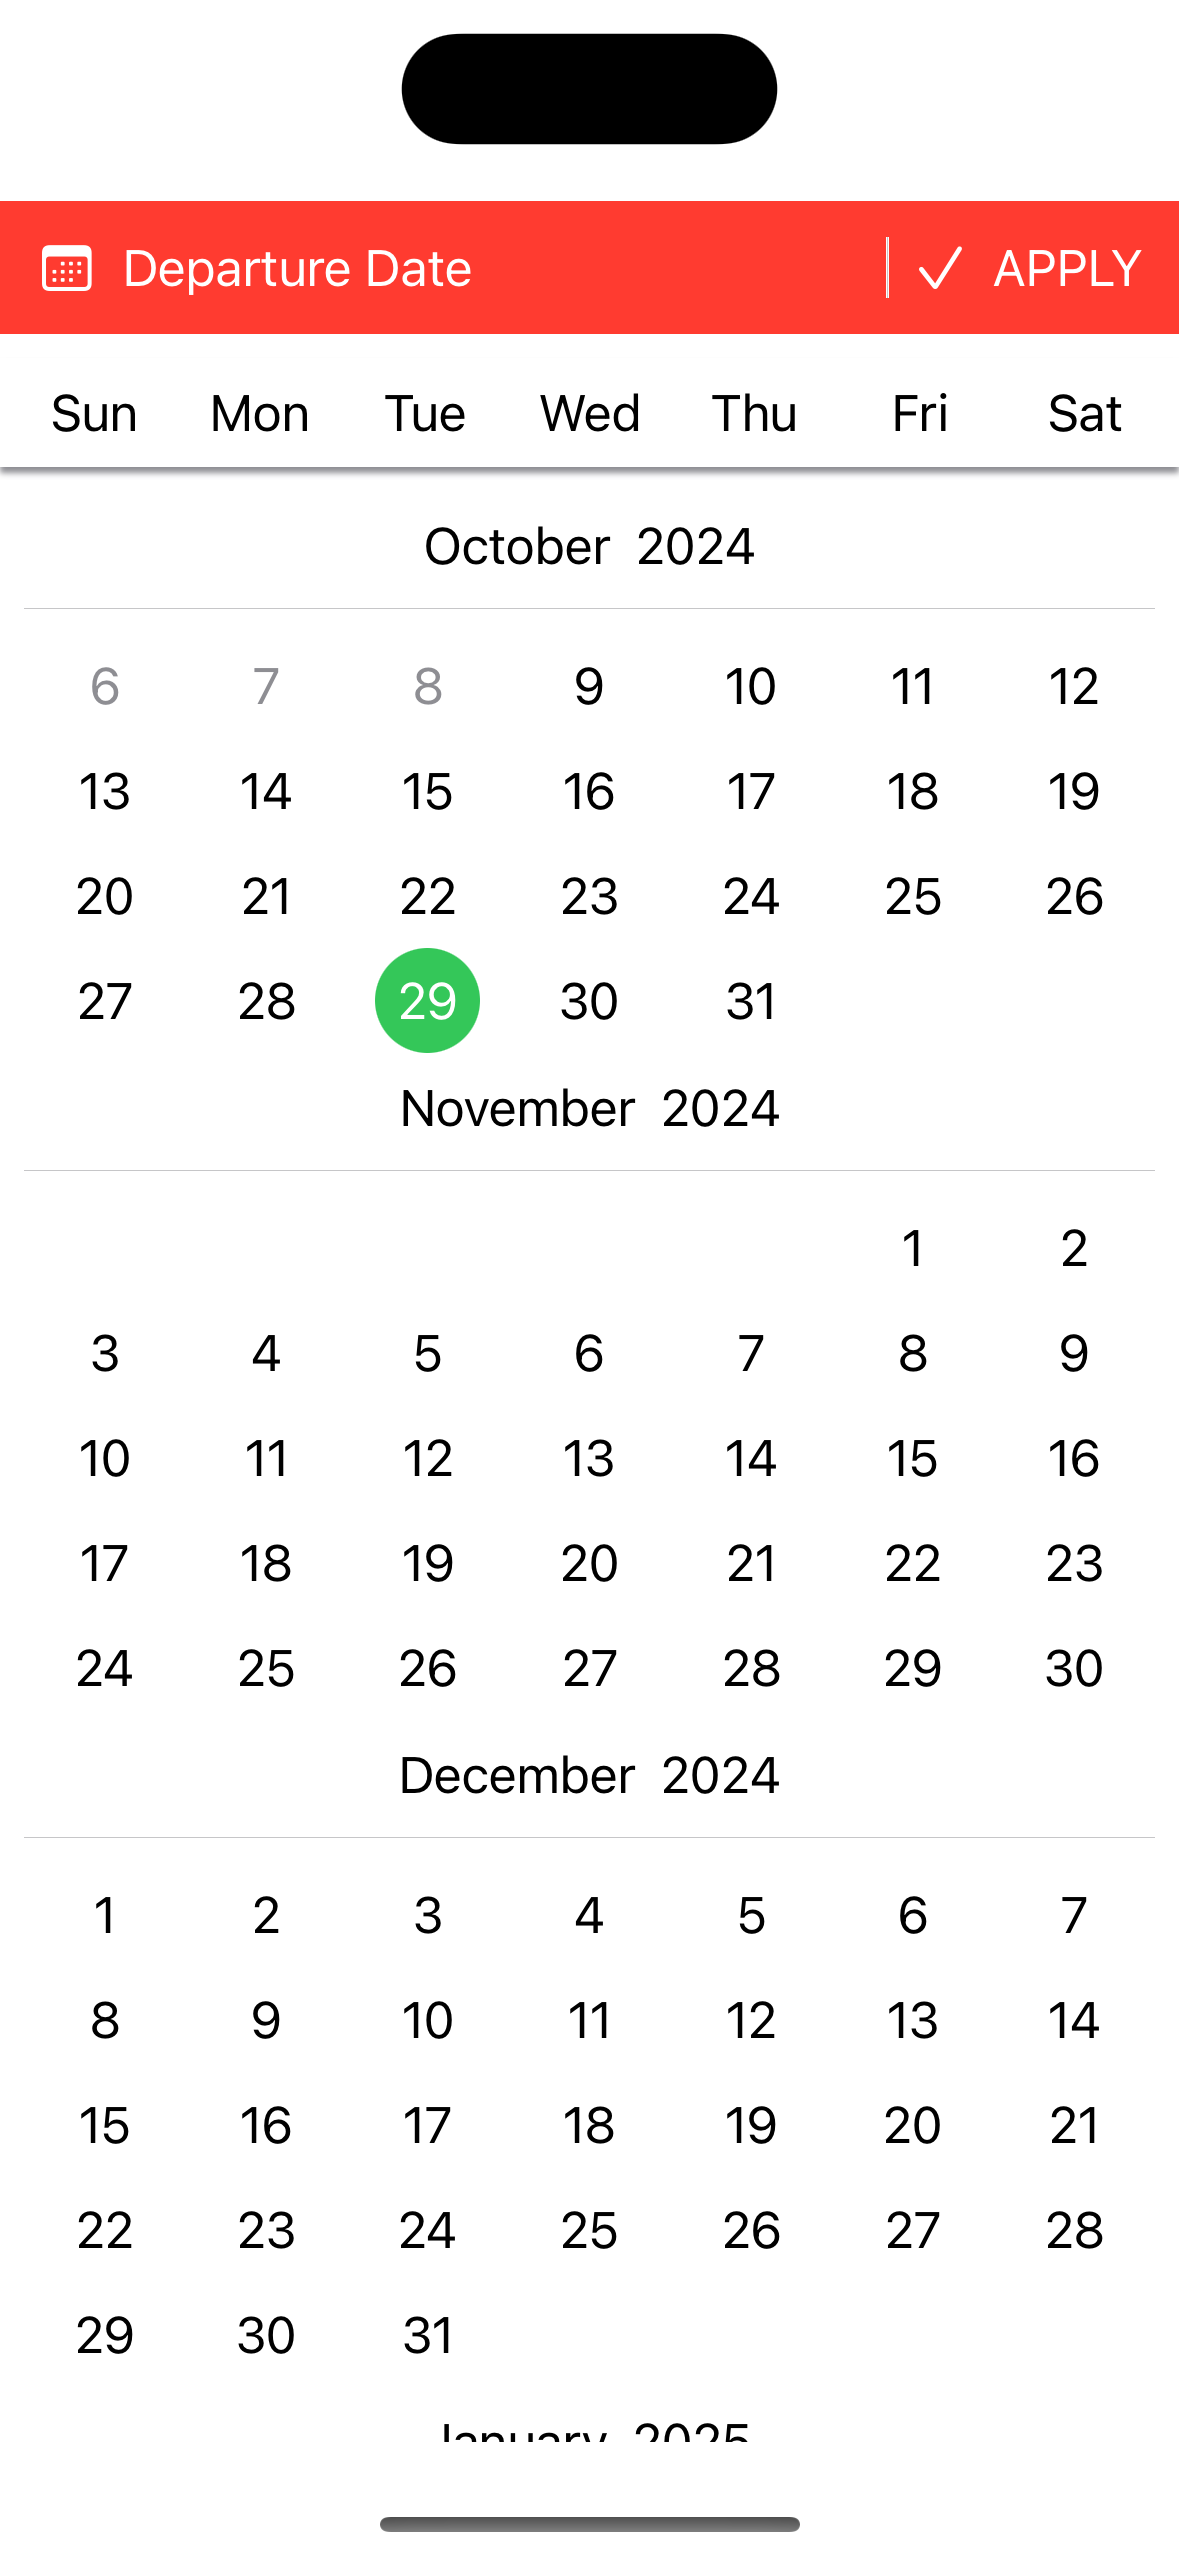 Departure Date APPLY
Sun Mon Tue Wed Thu Fri Sat
October 2024
6 7 8 9 10 11 12
13 14 15 16 17 18 19
20 21 22 23 24 25 26
27 28 29 30 31
November 2024
1 2
3 4 5 6 7 8 9
10 11 12 13 14 15 16
17 18 19 20 21 22 23
24 25 26 27 28 29 30
December 2024
1 2 3 4 5 6 7
8 9 10 11 12 13 14
15 16 17 18 19 20 21
22 23 24 25 26 27 28
29 30 31
January 2025